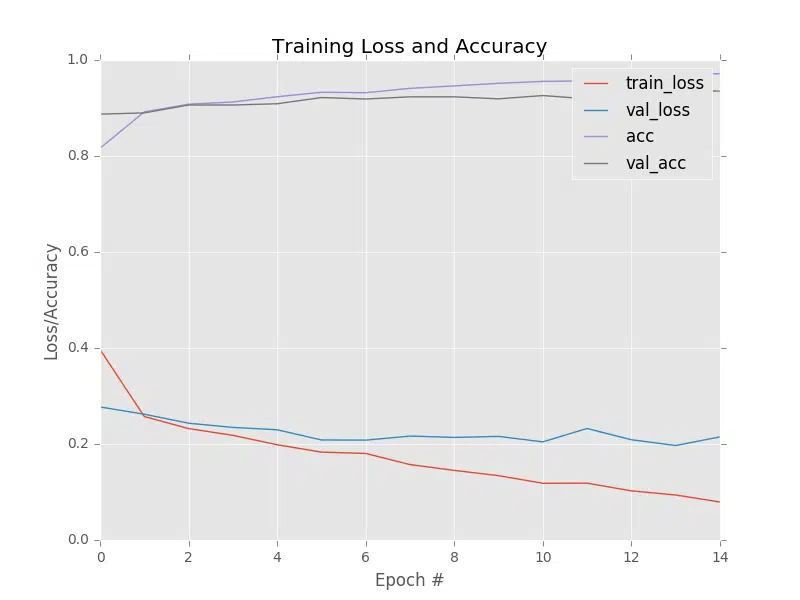 Training Loss and Accuracy
1.0
0.8
0.6
0.4
0.2
0.0
Loss/Accuracy
train_loss
val_loss
acc
val_acc
0 2 4 6 8 10 12 14
Epoch #